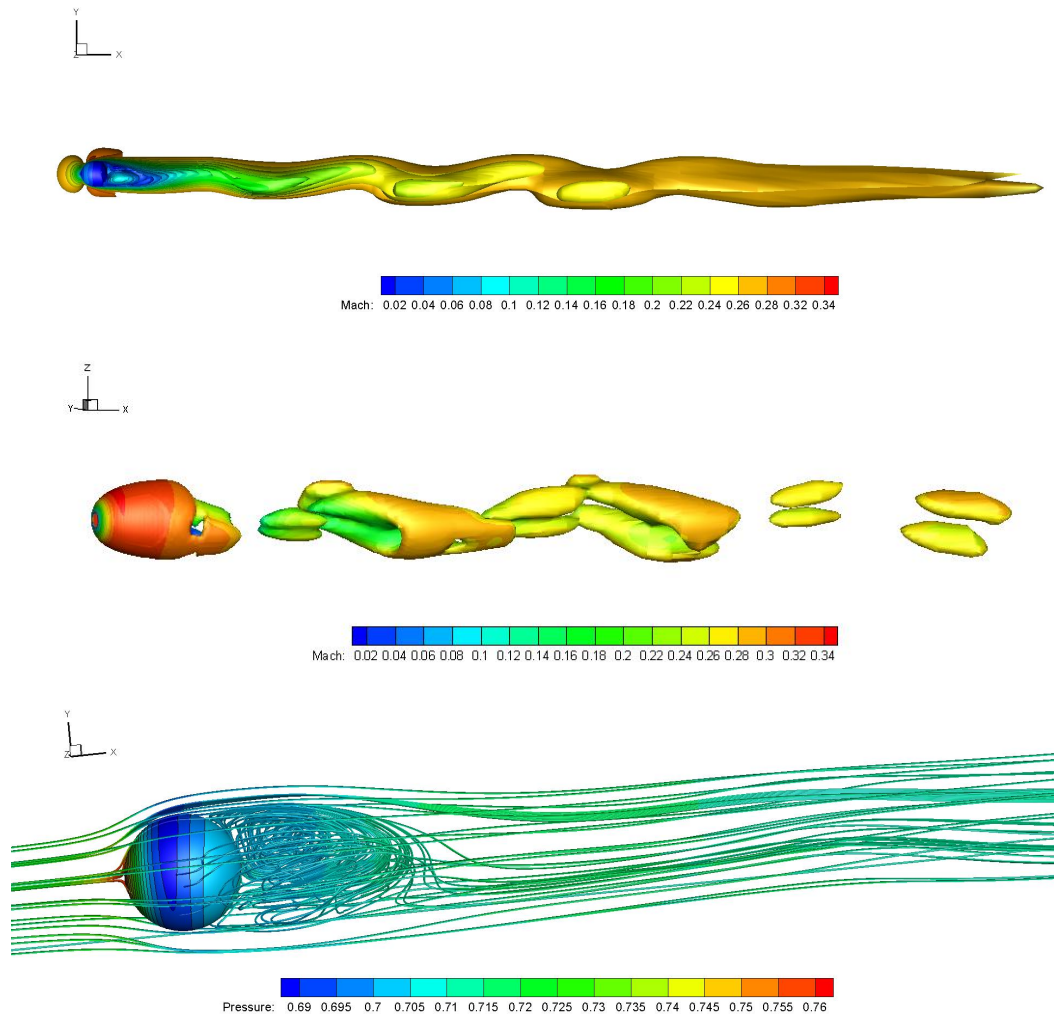 Y
Z X
Mach: 0.02 0.04 0.06 0.08 0.1 0.12 0.14 0.16 0.18 0.2 0.22 0.24 0.26 0.28 0.32 0.34
Z
Y X
Mach: 0.02 0.04 0.06 0.08 0.1 0.12 0.14 0.16 0.18 0.2 0.22 0.24 0.26 0.28 0.3 0.32 0.34
Y
Z X
Pressure: 0.69 0.695 0.7 0.705 0.71 0.715 0.72 0.725 0.73 0.735 0.74 0.745 0.75 0.755 0.76